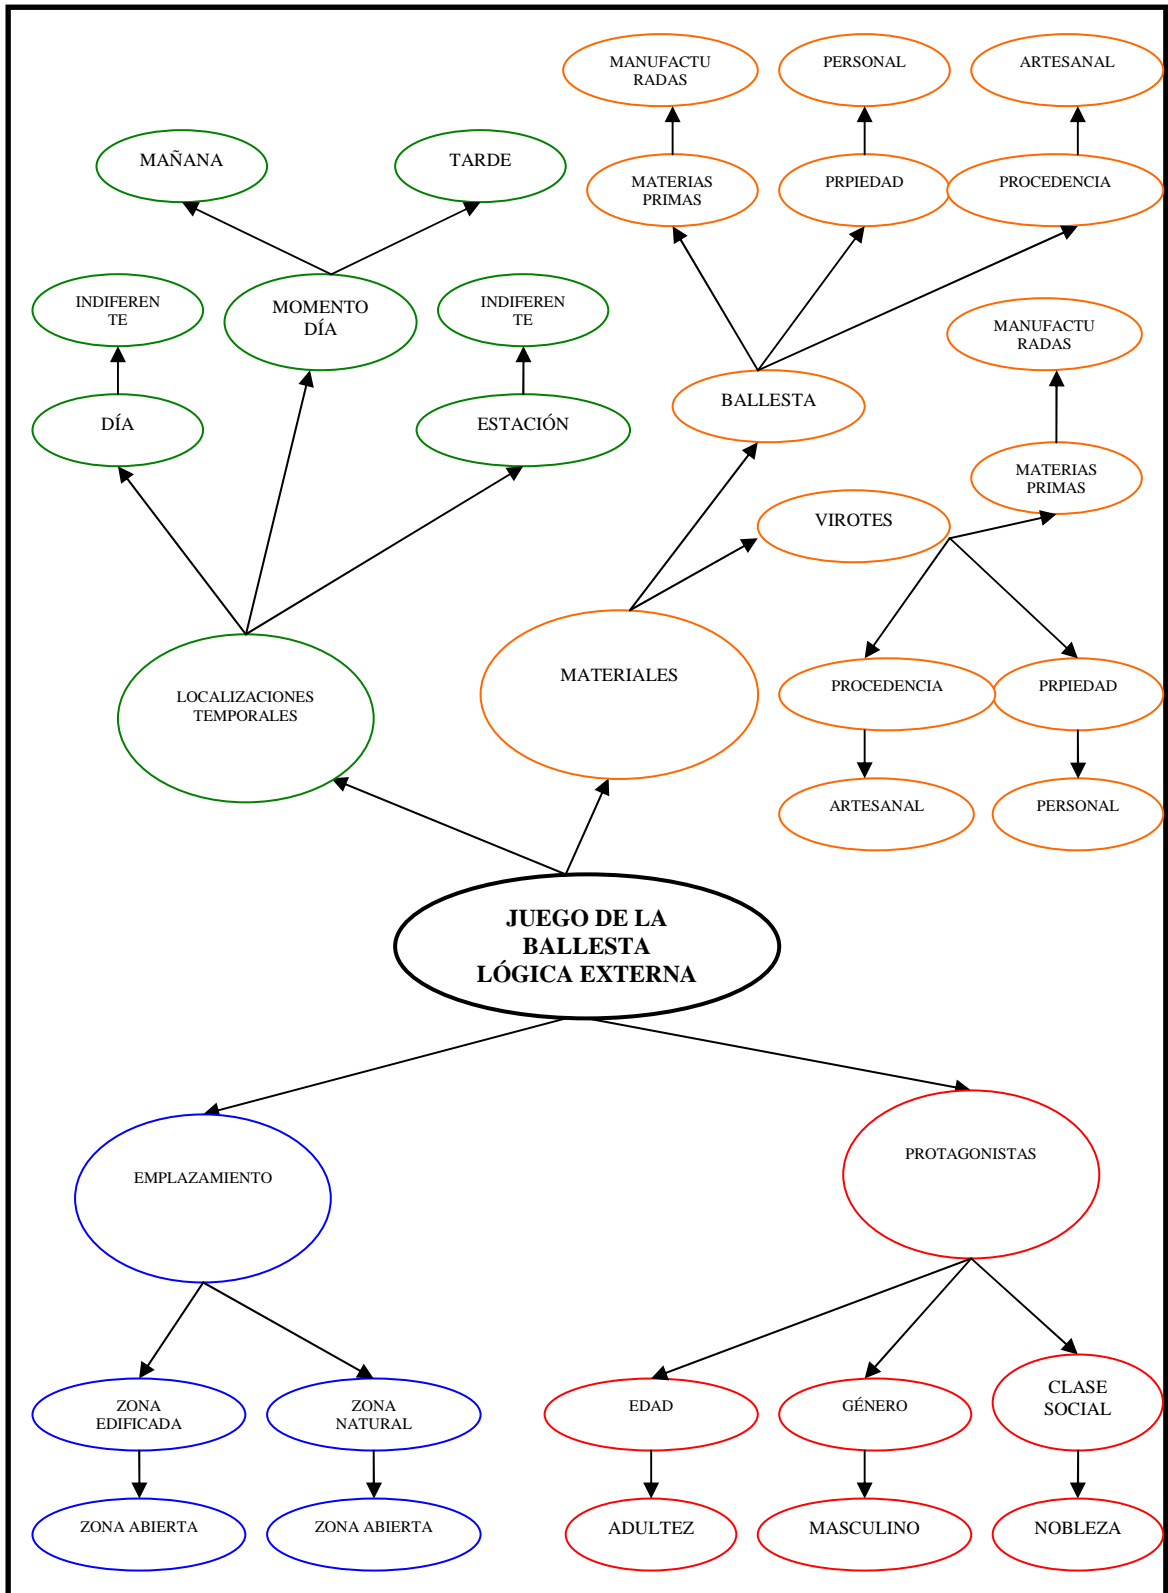 MANUFACTU
RADAS
PERSONAL
ARTESANAL
MAÑANA
TARDE
MATERIAS
PRIMAS
PRPIEDAD
PROCEDENCIA
INDIFEREN
TE
MOMENTO
DÍA
INDIFEREN
TE
MANUFACTU
RADAS
DÍA
ESTACIÓN
BALLESTA
MATERIAS
PRIMAS
VIROTES
LOCALIZACIONES
TEMPORALES
MATERIALES
PROCEDENCIA
PRPIEDAD
ARTESANAL
PERSONAL
JUEGO DE LA
BALLESTA
LÓGICA EXTERNA
EMPLAZAMIENTO
PROTAGONISTAS
ZONA
EDIFICADA
ZONA
NATURAL
EDAD
GÉNERO
CLASE
SOCIAL
ZONA ABIERTA
ZONA ABIERTA
ADULTEZ
MASCULINO
NOBLEZA